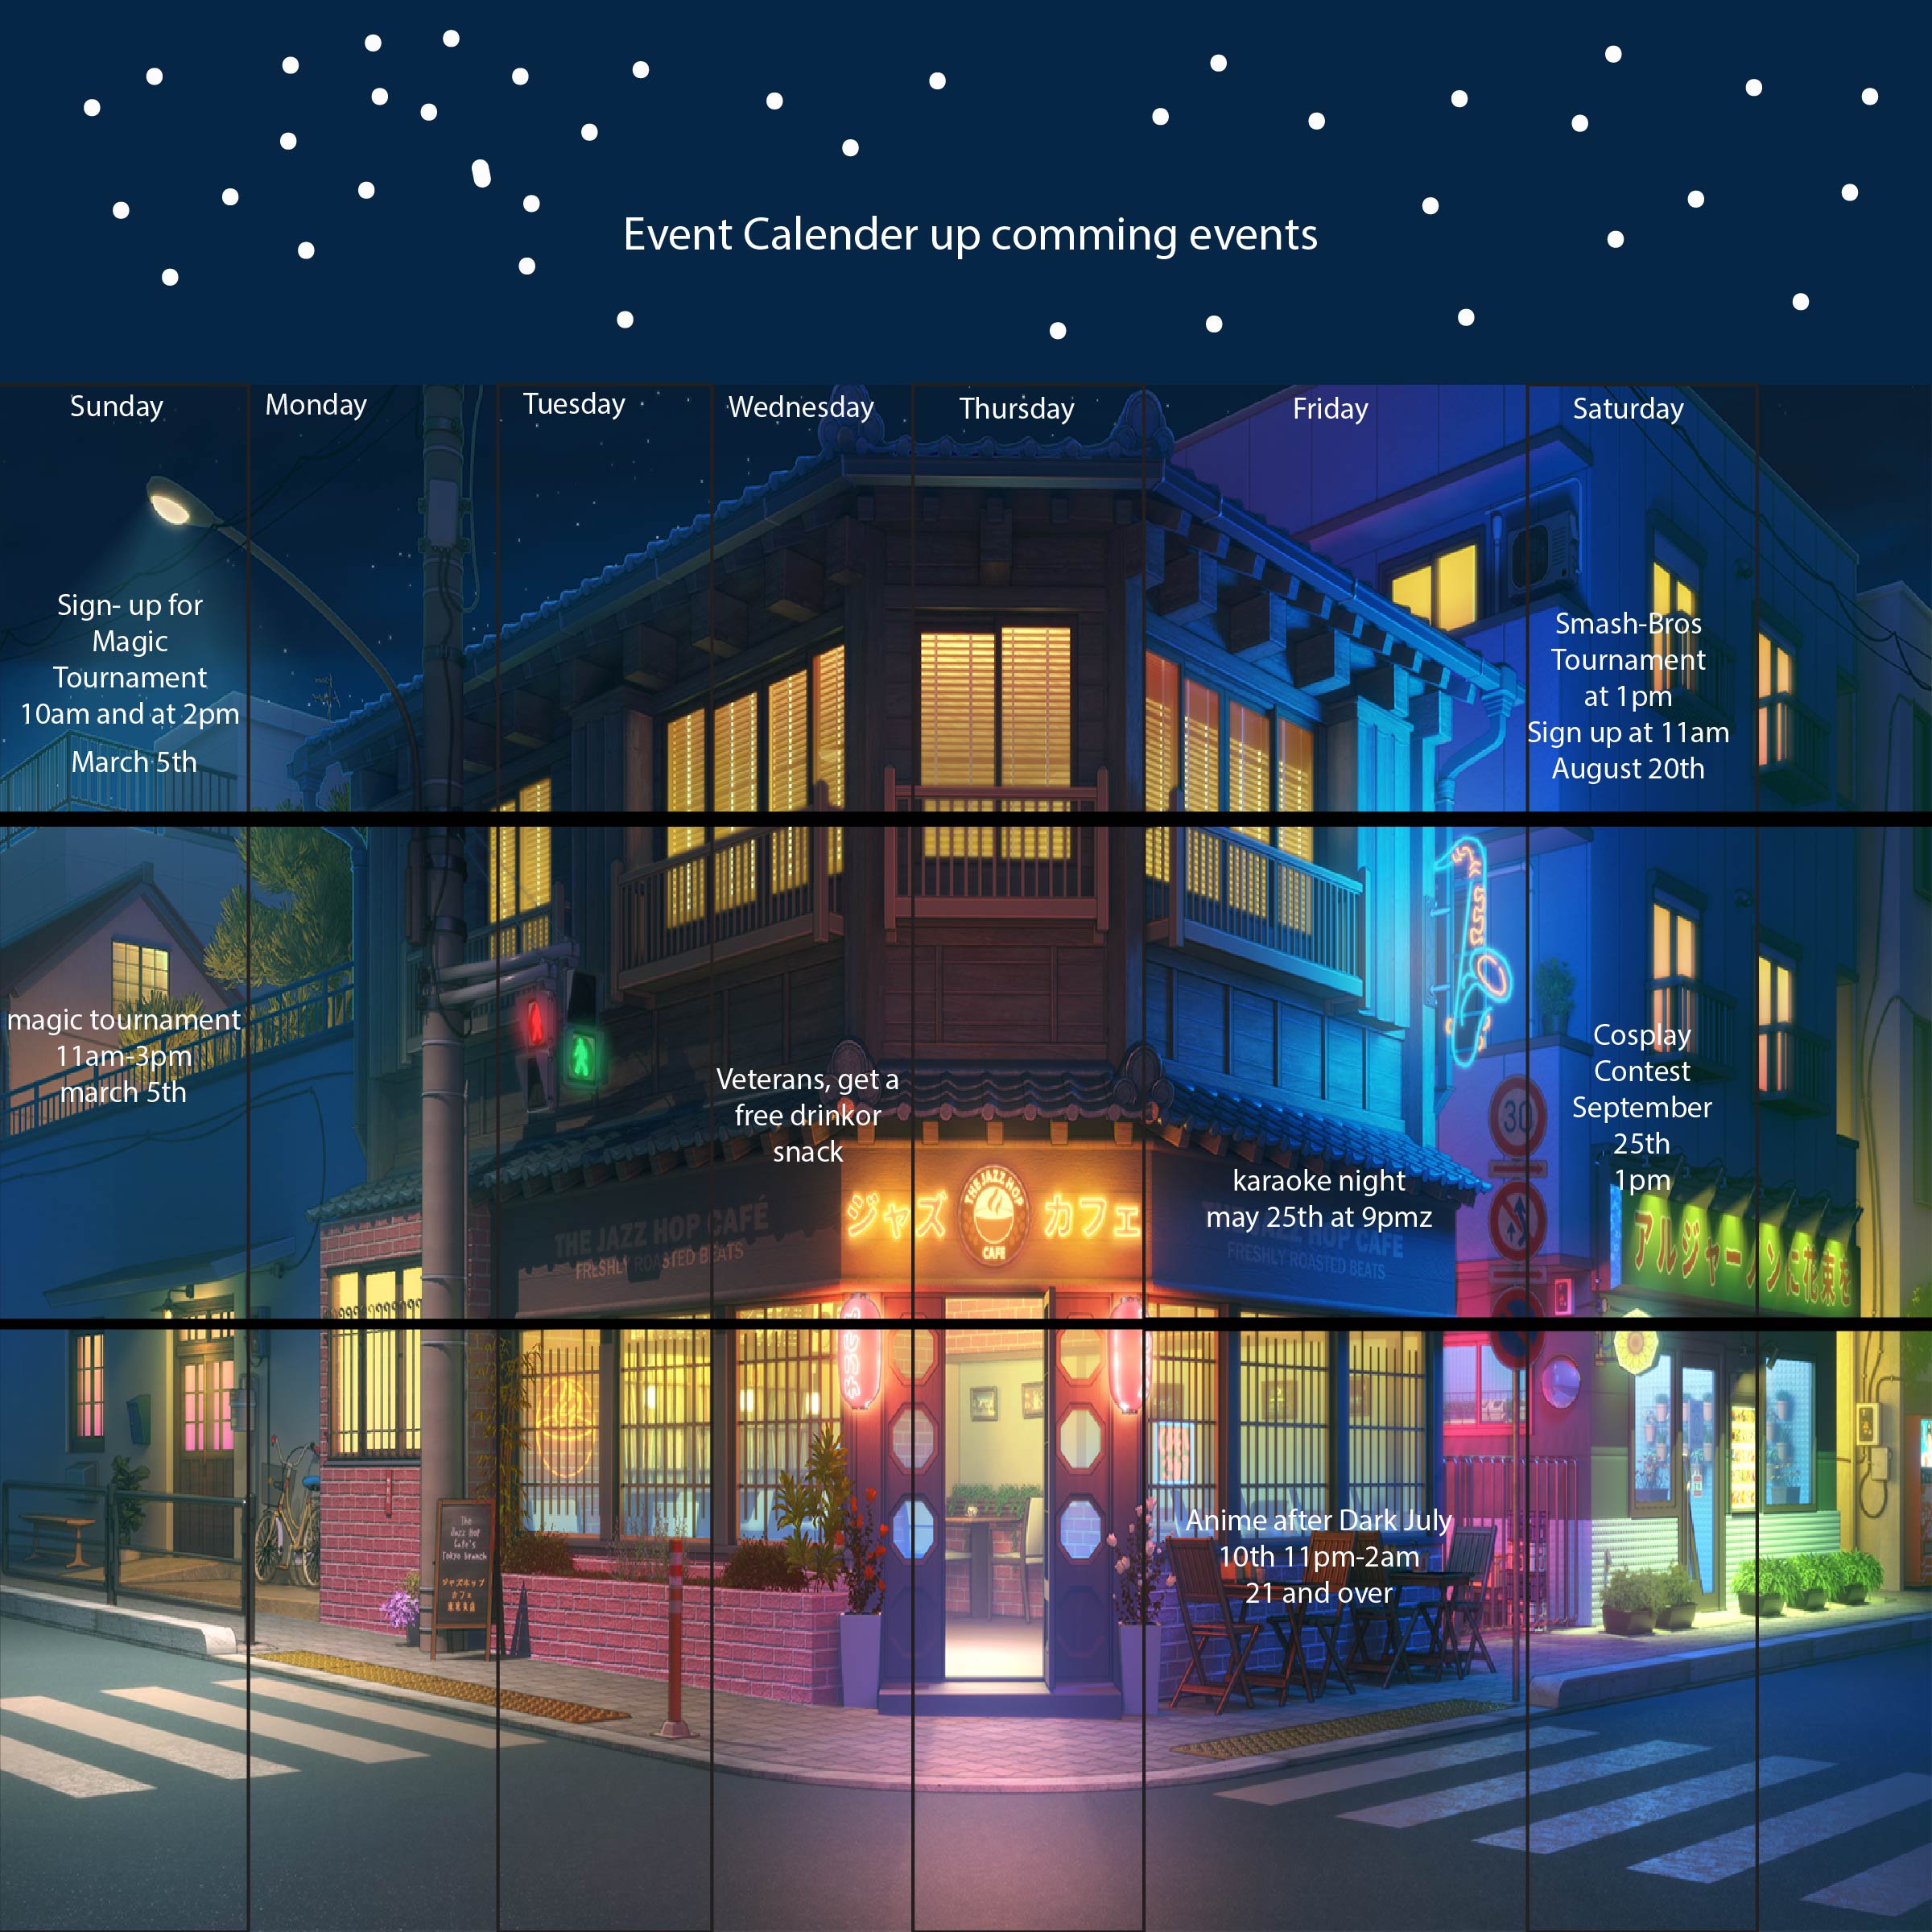 Event Calender up comming events
Sunday
Monday
Tuesday
Wednesday
Thursday
Friday
Saturday
Sign- up for
Magic
Tournament
10am and at 2pm
March 5th
Smash-Bros
Tournament
at 1pm
Sign up at 11am
August 20th
magic tournament
11am-3pm
march 5th
Veterans, get a
free drinkor
snack
karaoke night
may 25th at 9pmz
Cosplay
Contest
September
25th
1pm
30
THE JAZZ HOP CAFÉ
FRESHLY ROASTED BEATS
ジャズ
THE JAZZ HOP
CAFE
カフェ
JAZZ HOP CAFE
FRESHLY ROASTED BEATS
アルジャーノンに花束を
Anime after Dark July
10th 11pm-2am
21 and over
The
Jazz Hop
Cafe's
Tokyo branch
ジャズホップ
カフェ
東京支店